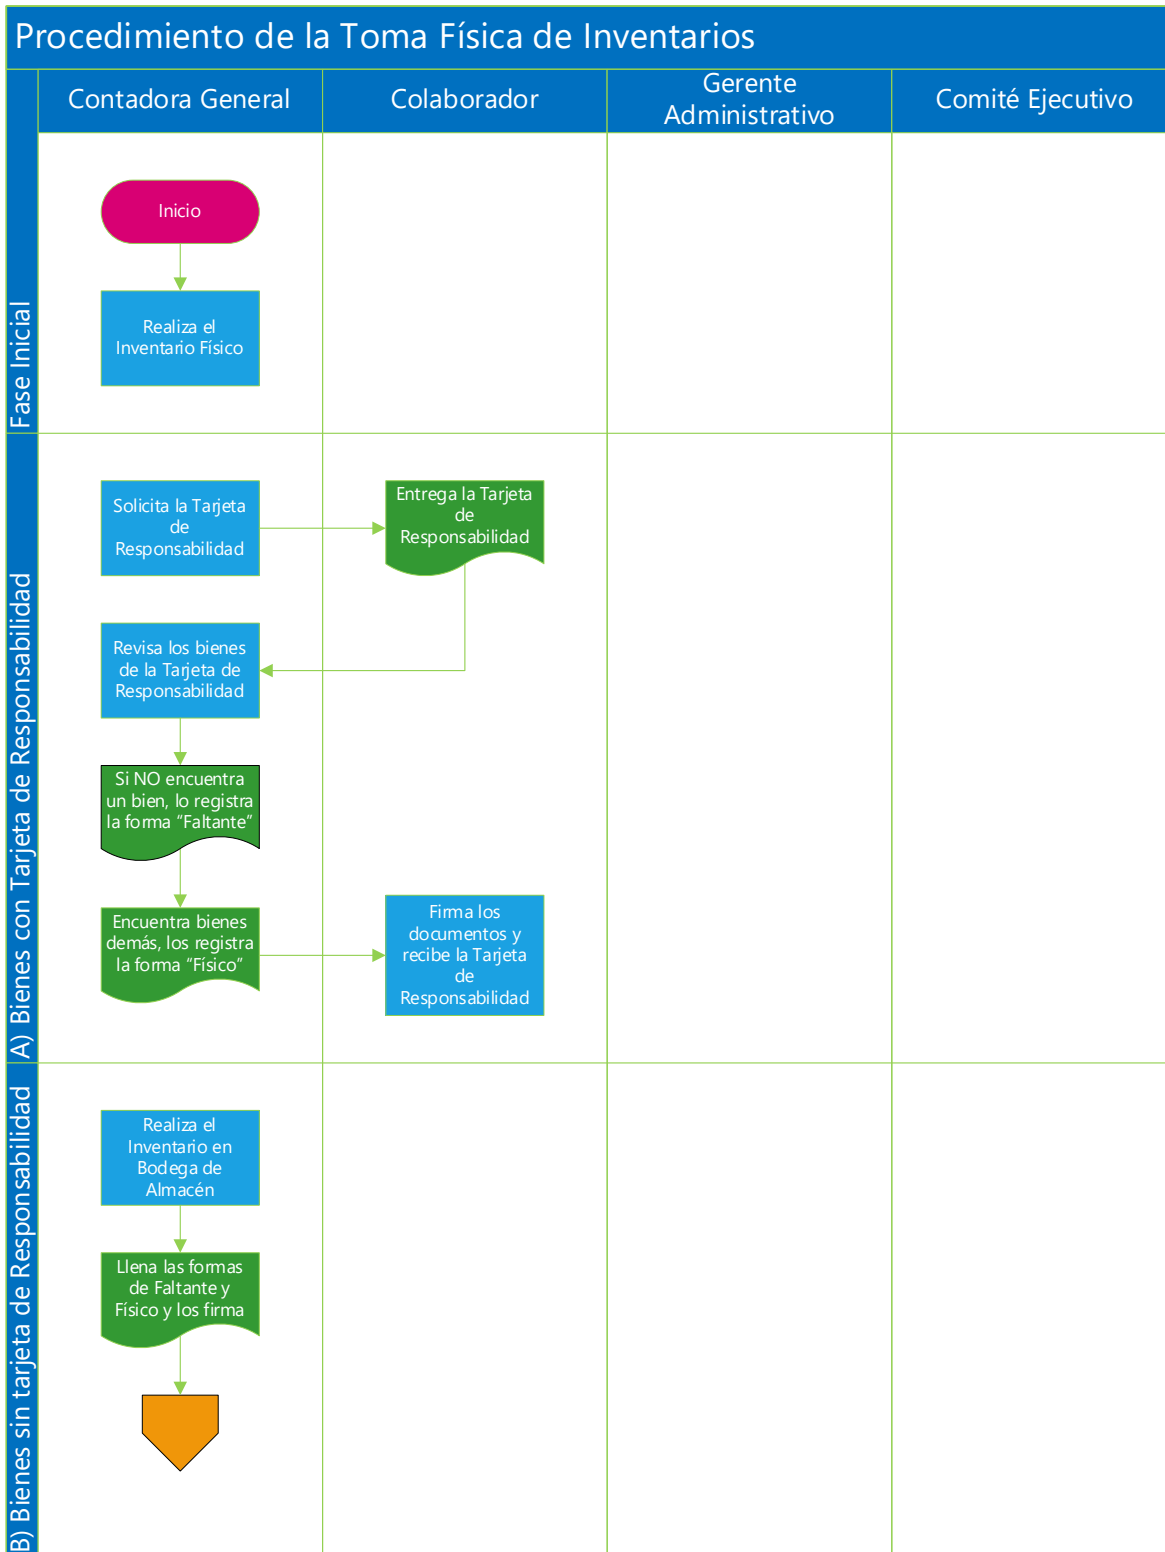 Procedimiento de la Toma Física de Inventarios
Contadora General
Colaborador
Gerente
Administrativo
Comité Ejecutivo
Fase Inicial
Inicio
Realiza el
Inventario Físico
A) Bienes con Tarjeta de Responsabilidad
Solicita la Tarjeta
de
Responsabilidad
Entrega la Tarjeta
de
Responsabilidad
Revisa los bienes
de la Tarjeta de
Responsabilidad
Si NO encuentra
un bien, lo registra
la forma “Faltante”
Encuentra bienes
demás, los registra
la forma “Físico”
Firma los
documentos y
recibe la Tarjeta
de
Responsabilidad
B) Bienes sin tarjeta de Responsabilidad
Realiza el
Inventario en
Bodega de
Almacén
Llena las formas
de Faltante y
Físico y los firma